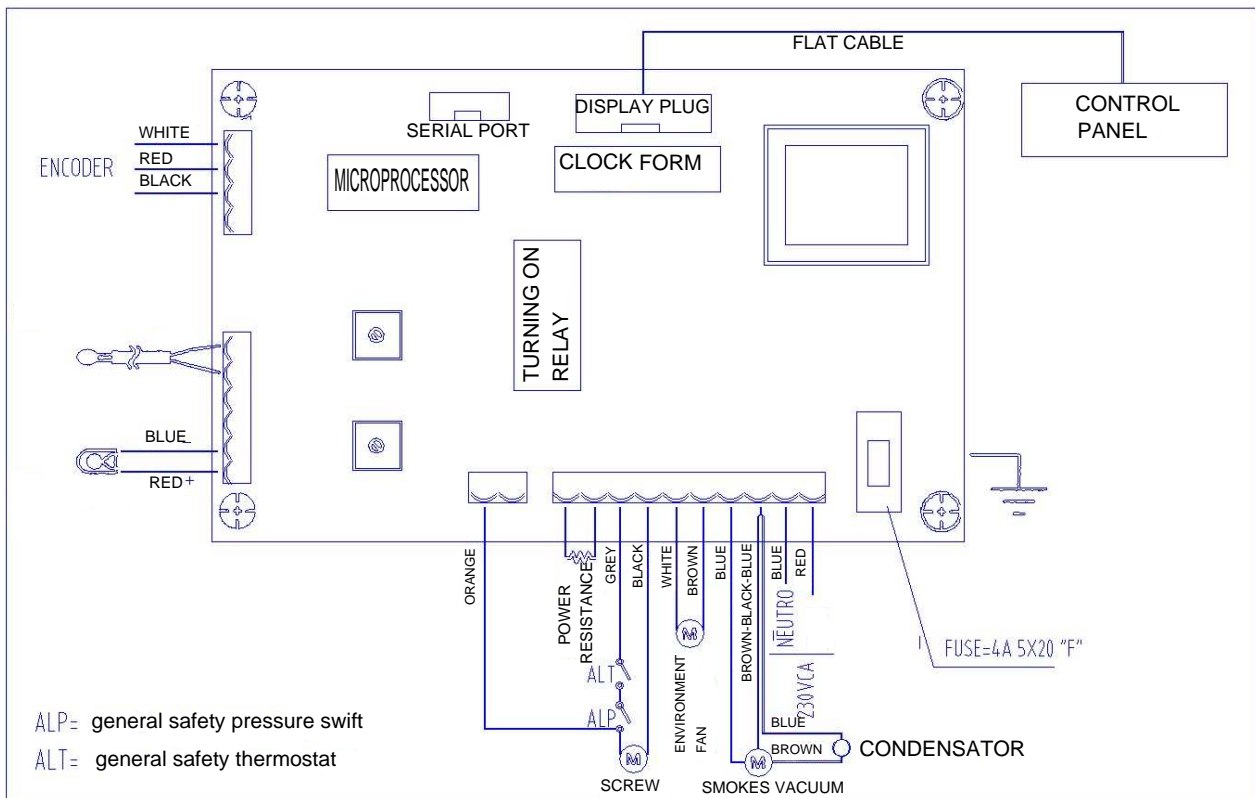 FLAT CABLE
CONTROL
PANEL
DISPLAY PLUG
SERIAL PORT
CLOCK FORM
MICROPROCESSOR
WHITE
RED
BLACK
ENCODER
TURNING ON
RELAY
BLUE-
RED+
ORANGE
POWER
RESISTANCE
GREY
BLACK
WHITE
BROWN
BLUE
BROWN-BLACK-BLUE
BLUE
RED
NEUTRO
230VCA
FUSE=4A 5X20 "F"
ALT
ALP
M
ENVIRONMENT
FAN
BLUE
BROWN
CONDENSATOR
M
SCREW
M
SMOKES VACUUM
ALP= general safety pressure swift
ALT= general safety thermostat